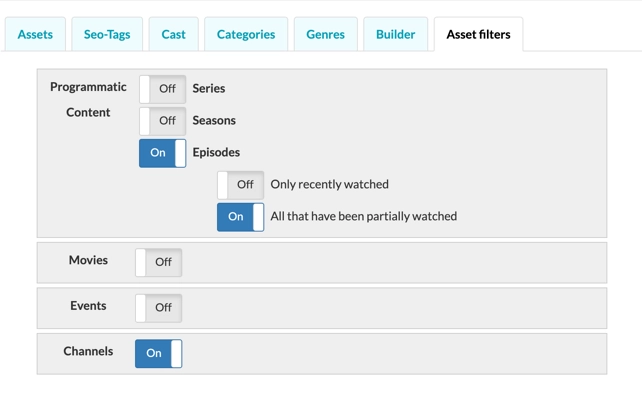 Assets Seo-Tags Cast Categories Genres Builder Asset filters
Programmatic Content Off Series
Off Seasons
On Episodes
Off Only recently watched
On All that have been partially watched
Movies Off
Events Off
Channels On